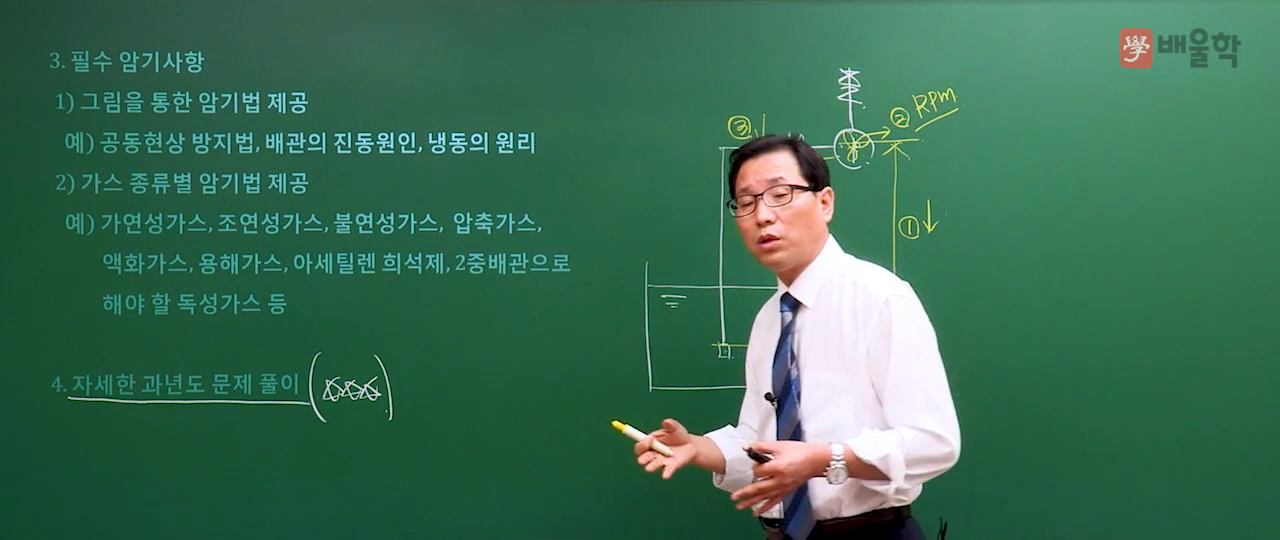 3. 필수 암기사항
1) 그림을 통한 암기법 제공
예) 공동현상 방지법, 배관의 진동원인, 냉동의 원리
2) 가스 종류별 암기법 제공
예) 가연성가스, 조연성가스, 불연성가스, 압축가스,
액화가스, 용해가스, 아세틸렌 희석제, 2중배관으로
해야 할 독성가스 등
4. 자세한 과년도 문제 풀이 (☆☆☆)
學 배울학
② RPM
③ ↓
① ↓